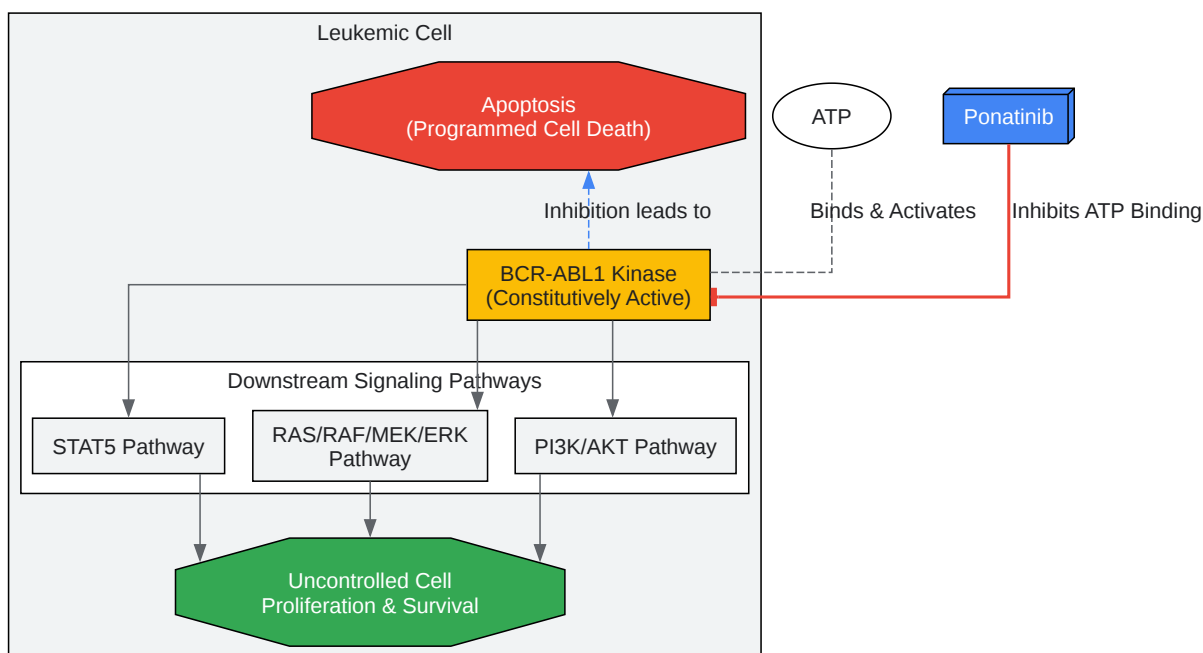 Leukemic Cell
Apoptosis
(Programmed Cell Death)
ATP
Ponatinib
Inhibition leads to
Binds & Activates
Inhibits ATP Binding
BCR-ABL1 Kinase
(Constitutively Active)
Downstream Signaling Pathways
STAT5 Pathway
RAS/RAF/MEK/ERK
Pathway
PI3K/AKT Pathway
Uncontrolled Cell
Proliferation & Survival